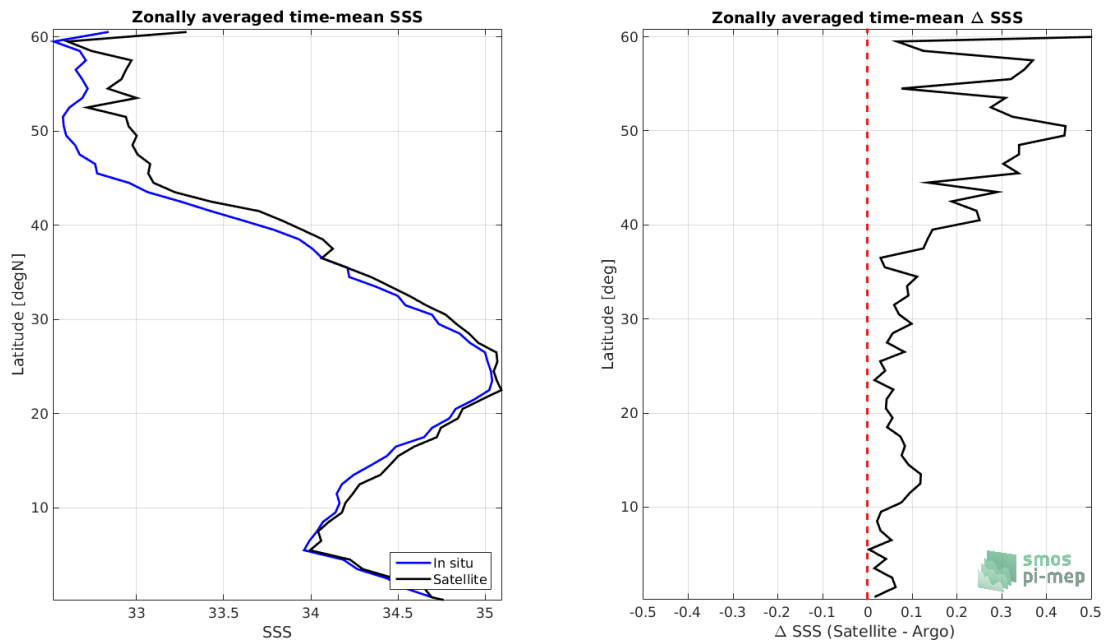 Zonally averaged time-mean SSS
60
50
40
30
20
10
Latitude [degN]
33
33.5
34
34.5
35
SSS
In situ
Satellite
Zonally averaged time-mean Δ SSS
60
50
40
30
20
10
Latitude [deg]
-0.5
-0.4
-0.3
-0.2
-0.1
0
0.1
0.2
0.3
0.4
0.5
Δ SSS (Satellite - Argo)
smos
pi-mep